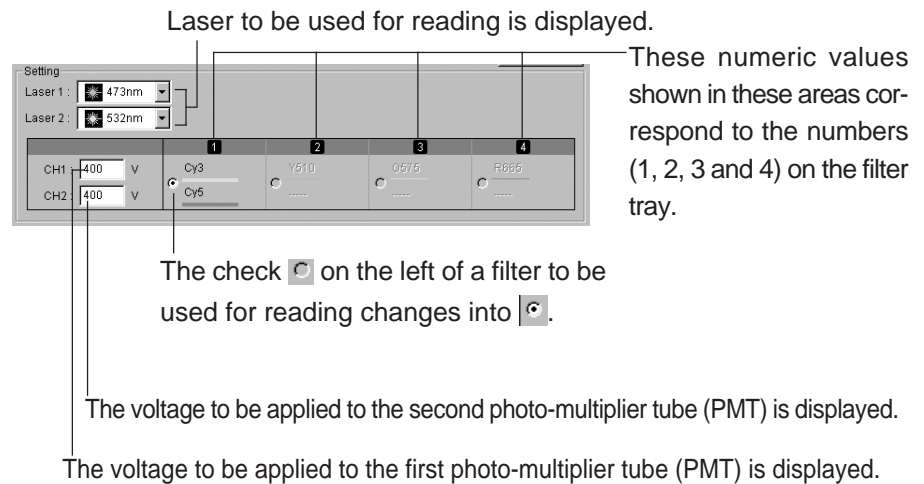 Laser to be used for reading is displayed.
Setting
Laser 1 : 473nm
Laser 2 : 532nm
1 2 3 4
CH1 : 400 V Cy3 Y510 O575 R665
CH2 : 400 V Cy5 ----- ----- -----
These numeric values
shown in these areas cor-
respond to the numbers
(1, 2, 3 and 4) on the filter
tray.
The check on the left of a filter to be
used for reading changes into .
The voltage to be applied to the second photo-multiplier tube (PMT) is displayed.
The voltage to be applied to the first photo-multiplier tube (PMT) is displayed.